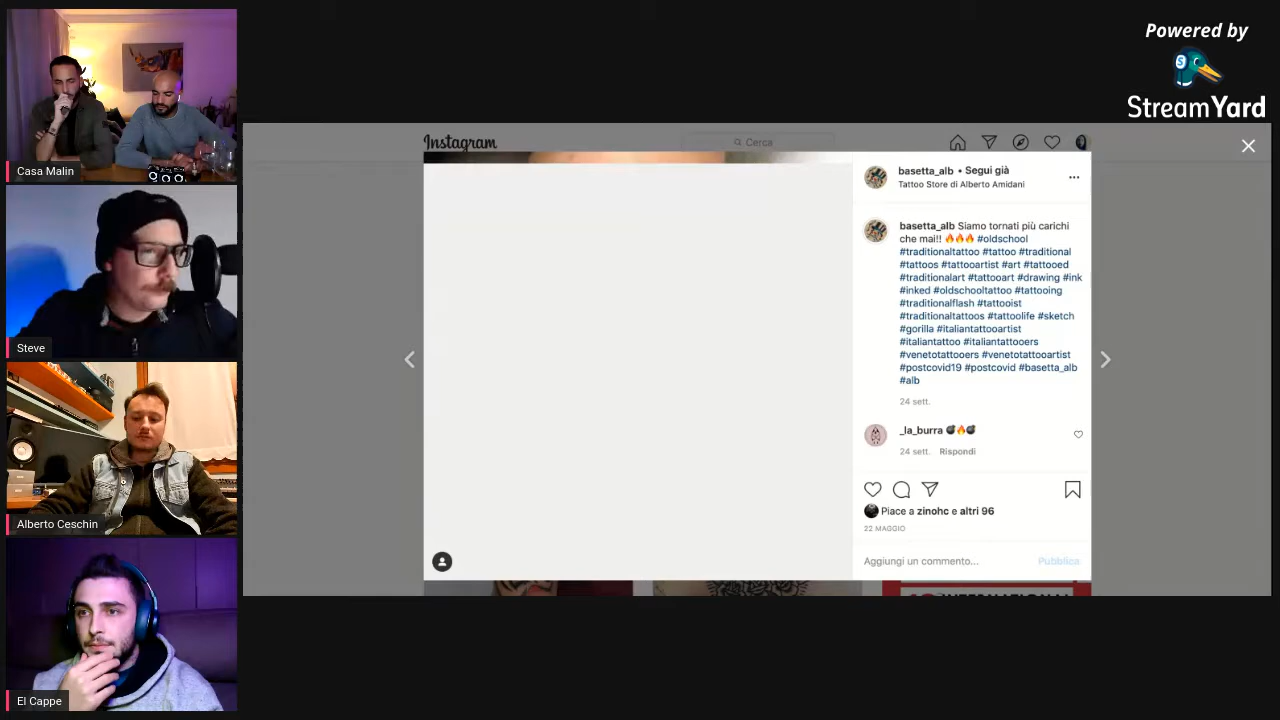 Powered by
StreamYard
Casa Malin
Steve
Alberto Ceschin
El Cappe
Instagram
Cerca
basetta_alb • Segui già
Tattoo Store di Alberto Amidani
basetta_alb Siamo tornati più carichi
che mai!! 🔥🔥🔥 #oldschool
#traditionaltattoo #tattoo #traditional
#tattoos #tattooartist #art #tattooed
#traditionalart #tattooart #drawing #ink
#inked #oldschooltattoo #tattooing
#traditionalflash #tattooist
#traditionaltattoos #tattoolife #sketch
#gorilla #italiantattooartist
#italiantattoo #italiantattooers
#venetotattooers #venetotattooartist
#postcovid19 #postcovid #basetta_alb
#alb
24 sett.
_la_burra 💣🔥💣
24 sett. Rispondi
Piace a zinohc e altri 96
22 MAGGIO
Aggiungi un commento...
Pubblica